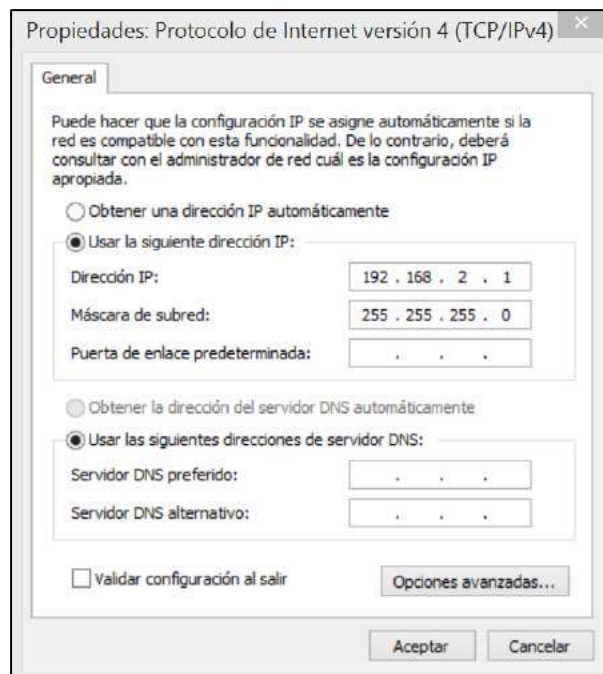 Propiedades: Protocolo de Internet versión 4 (TCP/IPv4)
General
Puede hacer que la configuración IP se asigne automáticamente si la
red es compatible con esta funcionalidad. De lo contrario, deberá
consultar con el administrador de red cuál es la configuración IP
apropiada.
Obtener una dirección IP automáticamente
Usar la siguiente dirección IP:
Dirección IP: 192 . 168 . 2 . 1
Máscara de subred: 255 . 255 . 255 . 0
Puerta de enlace predeterminada: . . .
Obtener la dirección del servidor DNS automáticamente
Usar las siguientes direcciones de servidor DNS:
Servidor DNS preferido: . . .
Servidor DNS alternativo: . . .
Validar configuración al salir Opciones avanzadas...
Aceptar Cancelar